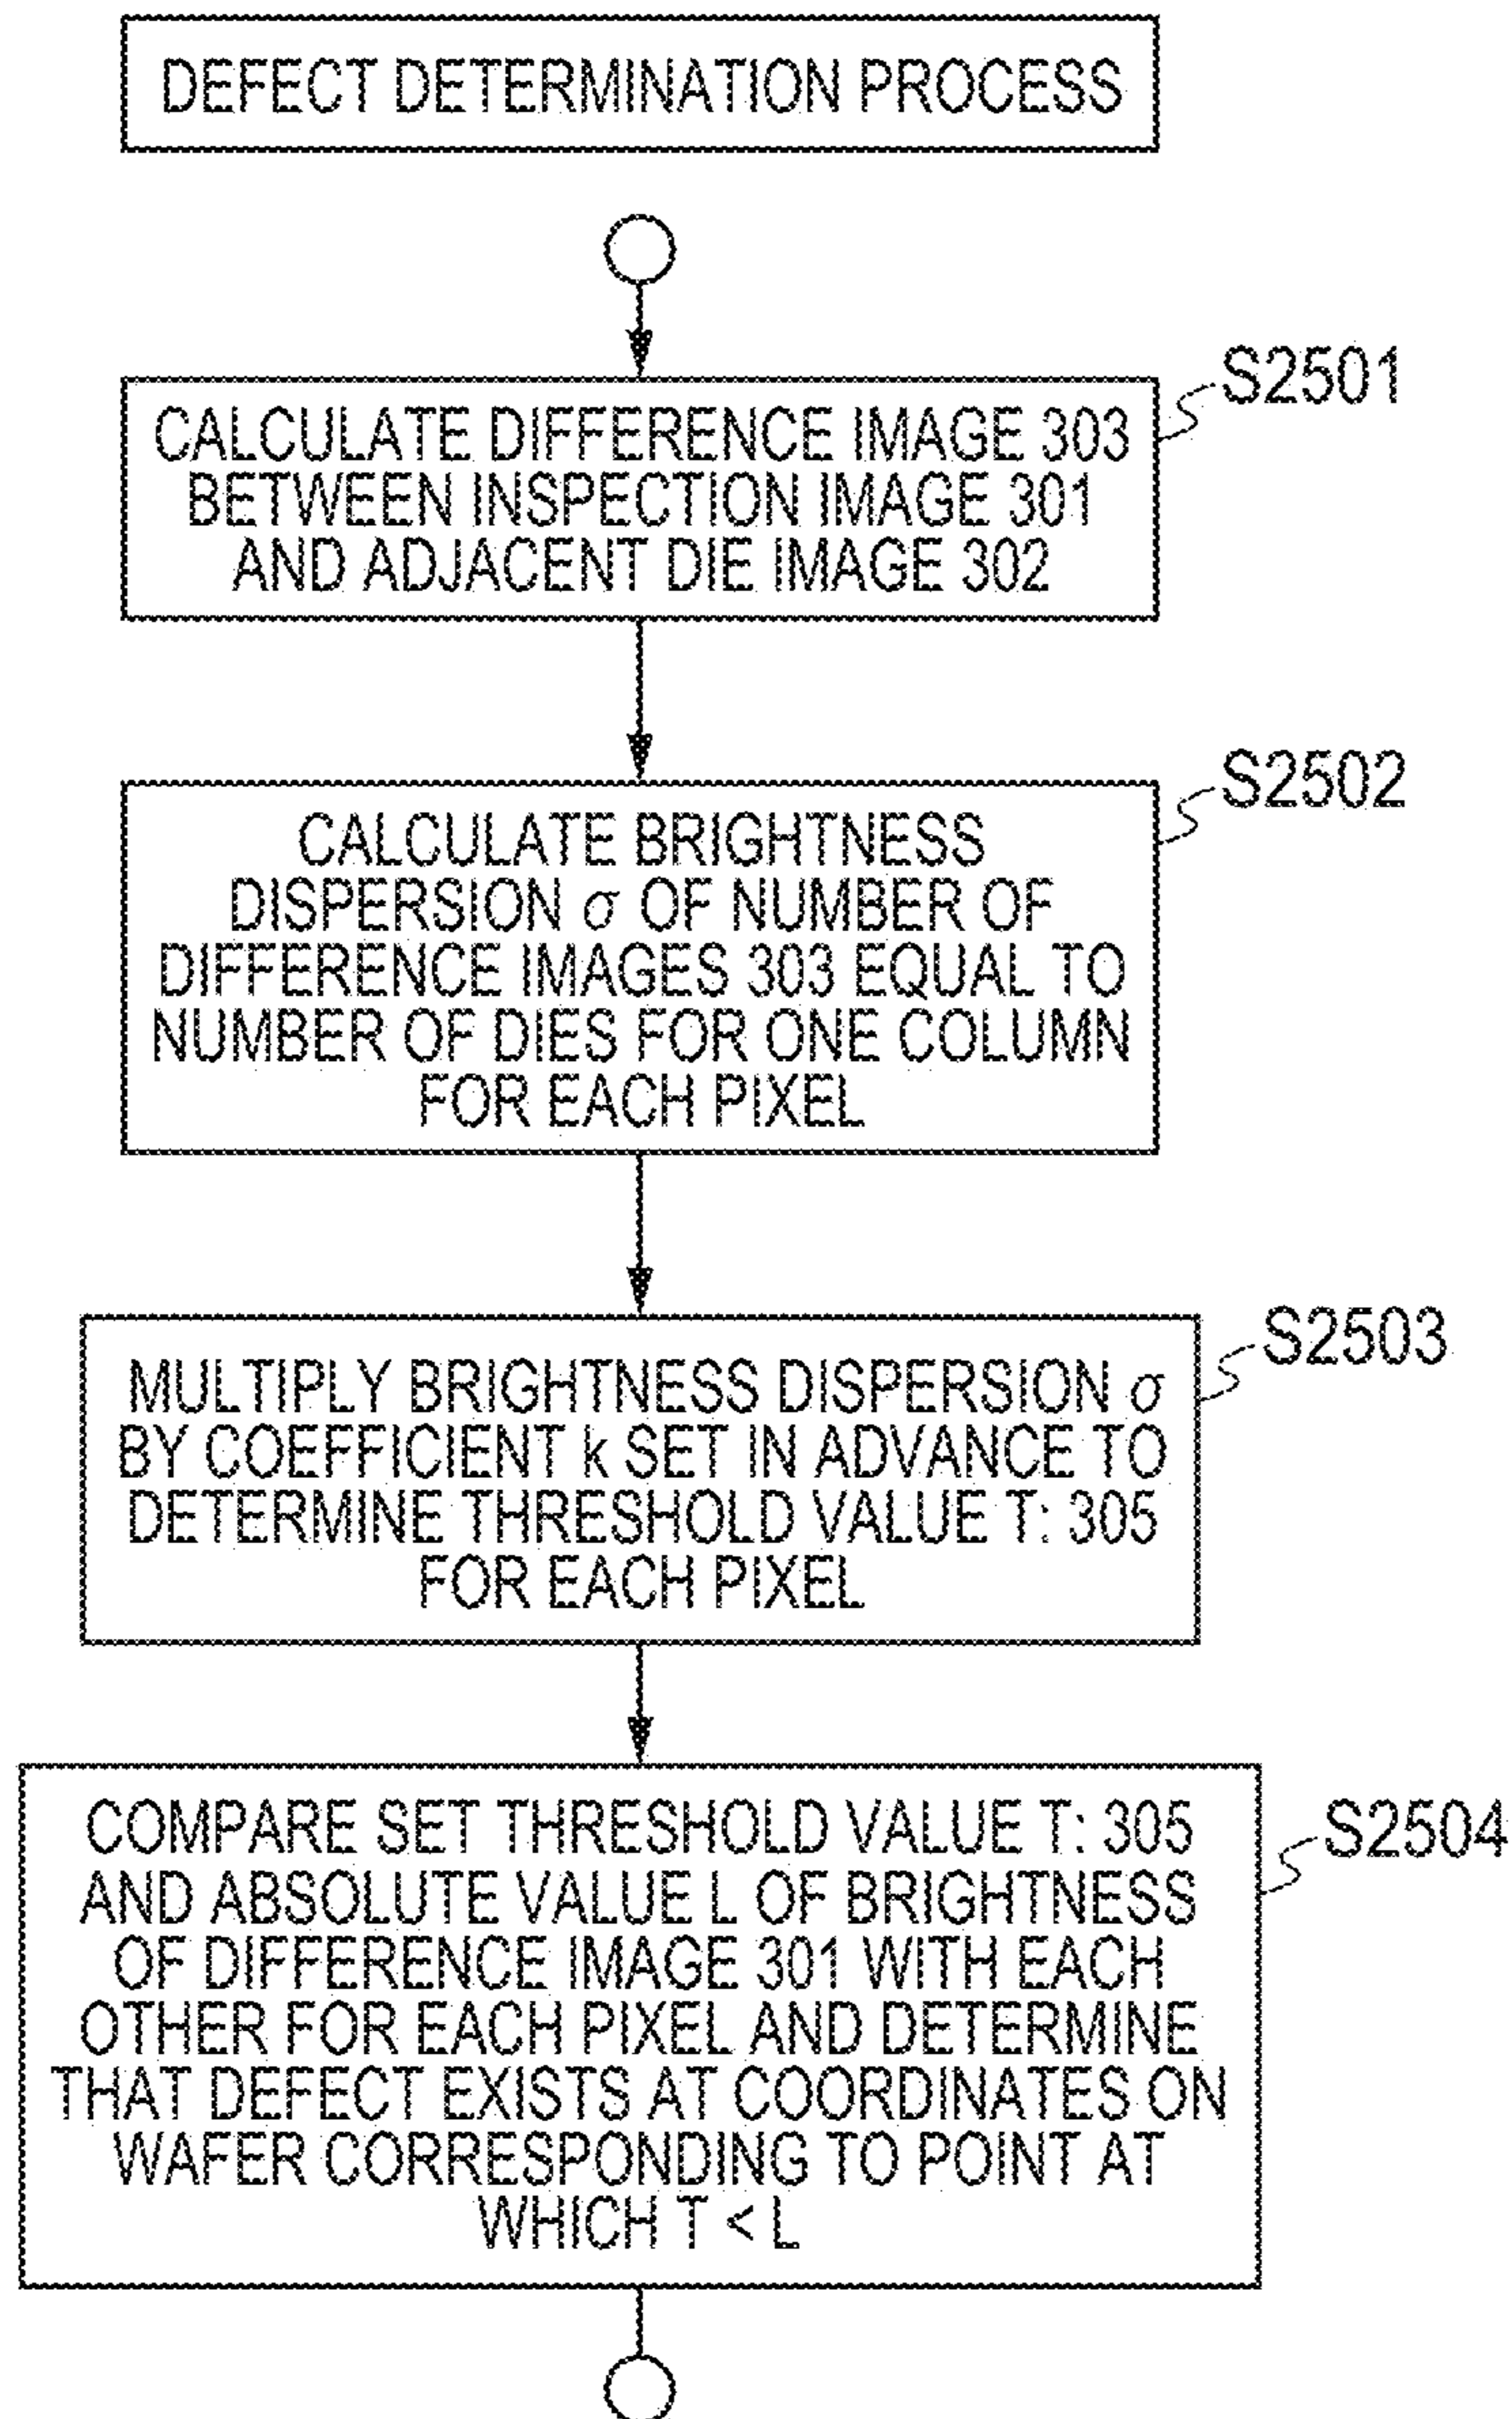 DEFECT DETERMINATION PROCESS
S2501
CALCULATE DIFFERENCE IMAGE 303
BETWEEN INSPECTION IMAGE 301
AND ADJACENT DIE IMAGE 302
S2502
CALCULATE BRIGHTNESS
DISPERSION σ OF NUMBER OF
DIFFERENCE IMAGES 303 EQUAL TO
NUMBER OF DIES FOR ONE COLUMN
FOR EACH PIXEL
S2503
MULTIPLY BRIGHTNESS DISPERSION σ
BY COEFFICIENT k SET IN ADVANCE TO
DETERMINE THRESHOLD VALUE T: 305
FOR EACH PIXEL
S2504
COMPARE SET THRESHOLD VALUE T: 305
AND ABSOLUTE VALUE L OF BRIGHTNESS
OF DIFFERENCE IMAGE 301 WITH EACH
OTHER FOR EACH PIXEL AND DETERMINE
THAT DEFECT EXISTS AT COORDINATES ON
WAFER CORRESPONDING TO POINT AT
WHICH T < L